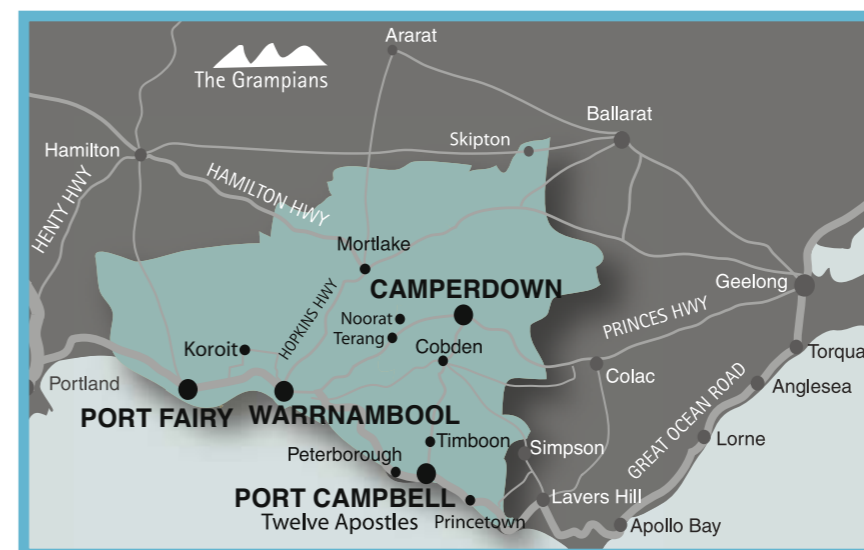 Ararat
The Grampians
Ballarat
Skipton
Hamilton
HAMILTON HWY
HENTY HWY
Mortlake
Geelong
CAMPERDOWN
HOPKINS HWY
PRINCES HWY
Noorat
Terang
Koroit
Cobden
Torqua
Colac
Portland
Anglesea
PORT FAIRY
WARRNAMBOOL
GREAT OCEAN ROAD
Lorne
Timboon
Simpson
Peterborough
PORT CAMPBELL
Lavers Hill
Twelve Apostles
Princetown
Apollo Bay